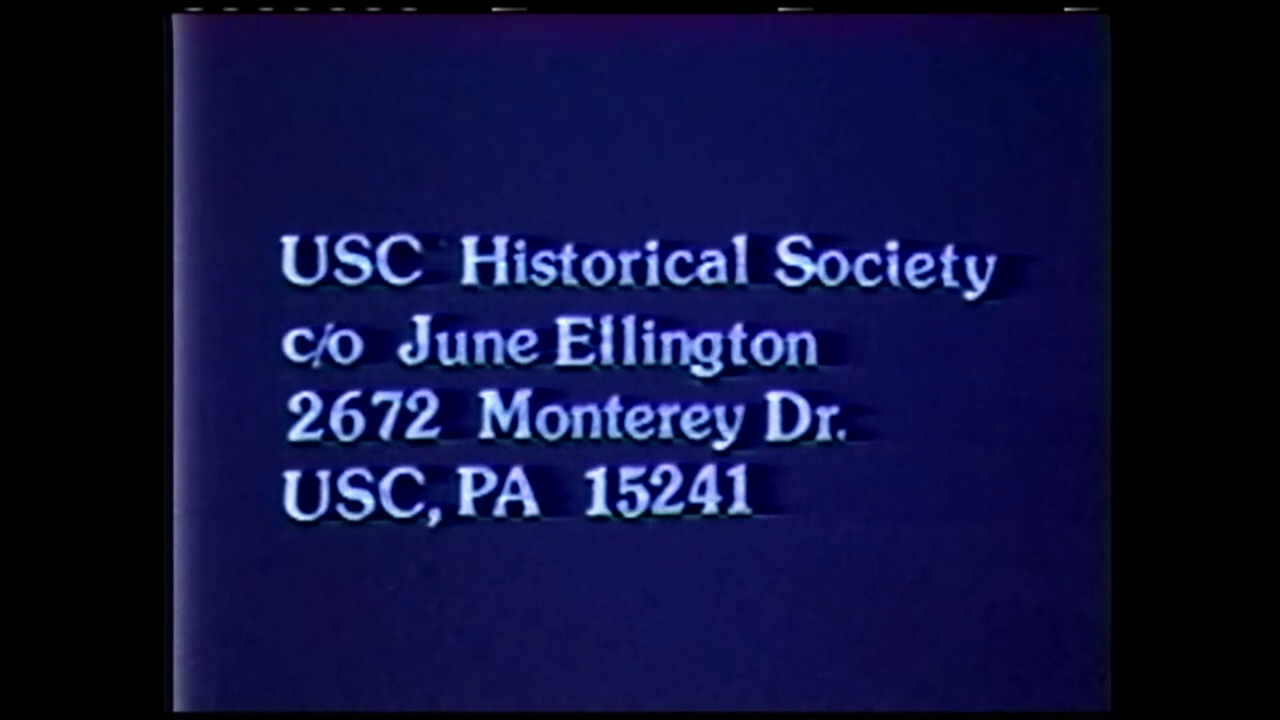 USC Historical Society
c/o June Ellington
2672 Monterey Dr.
USC, PA 15241